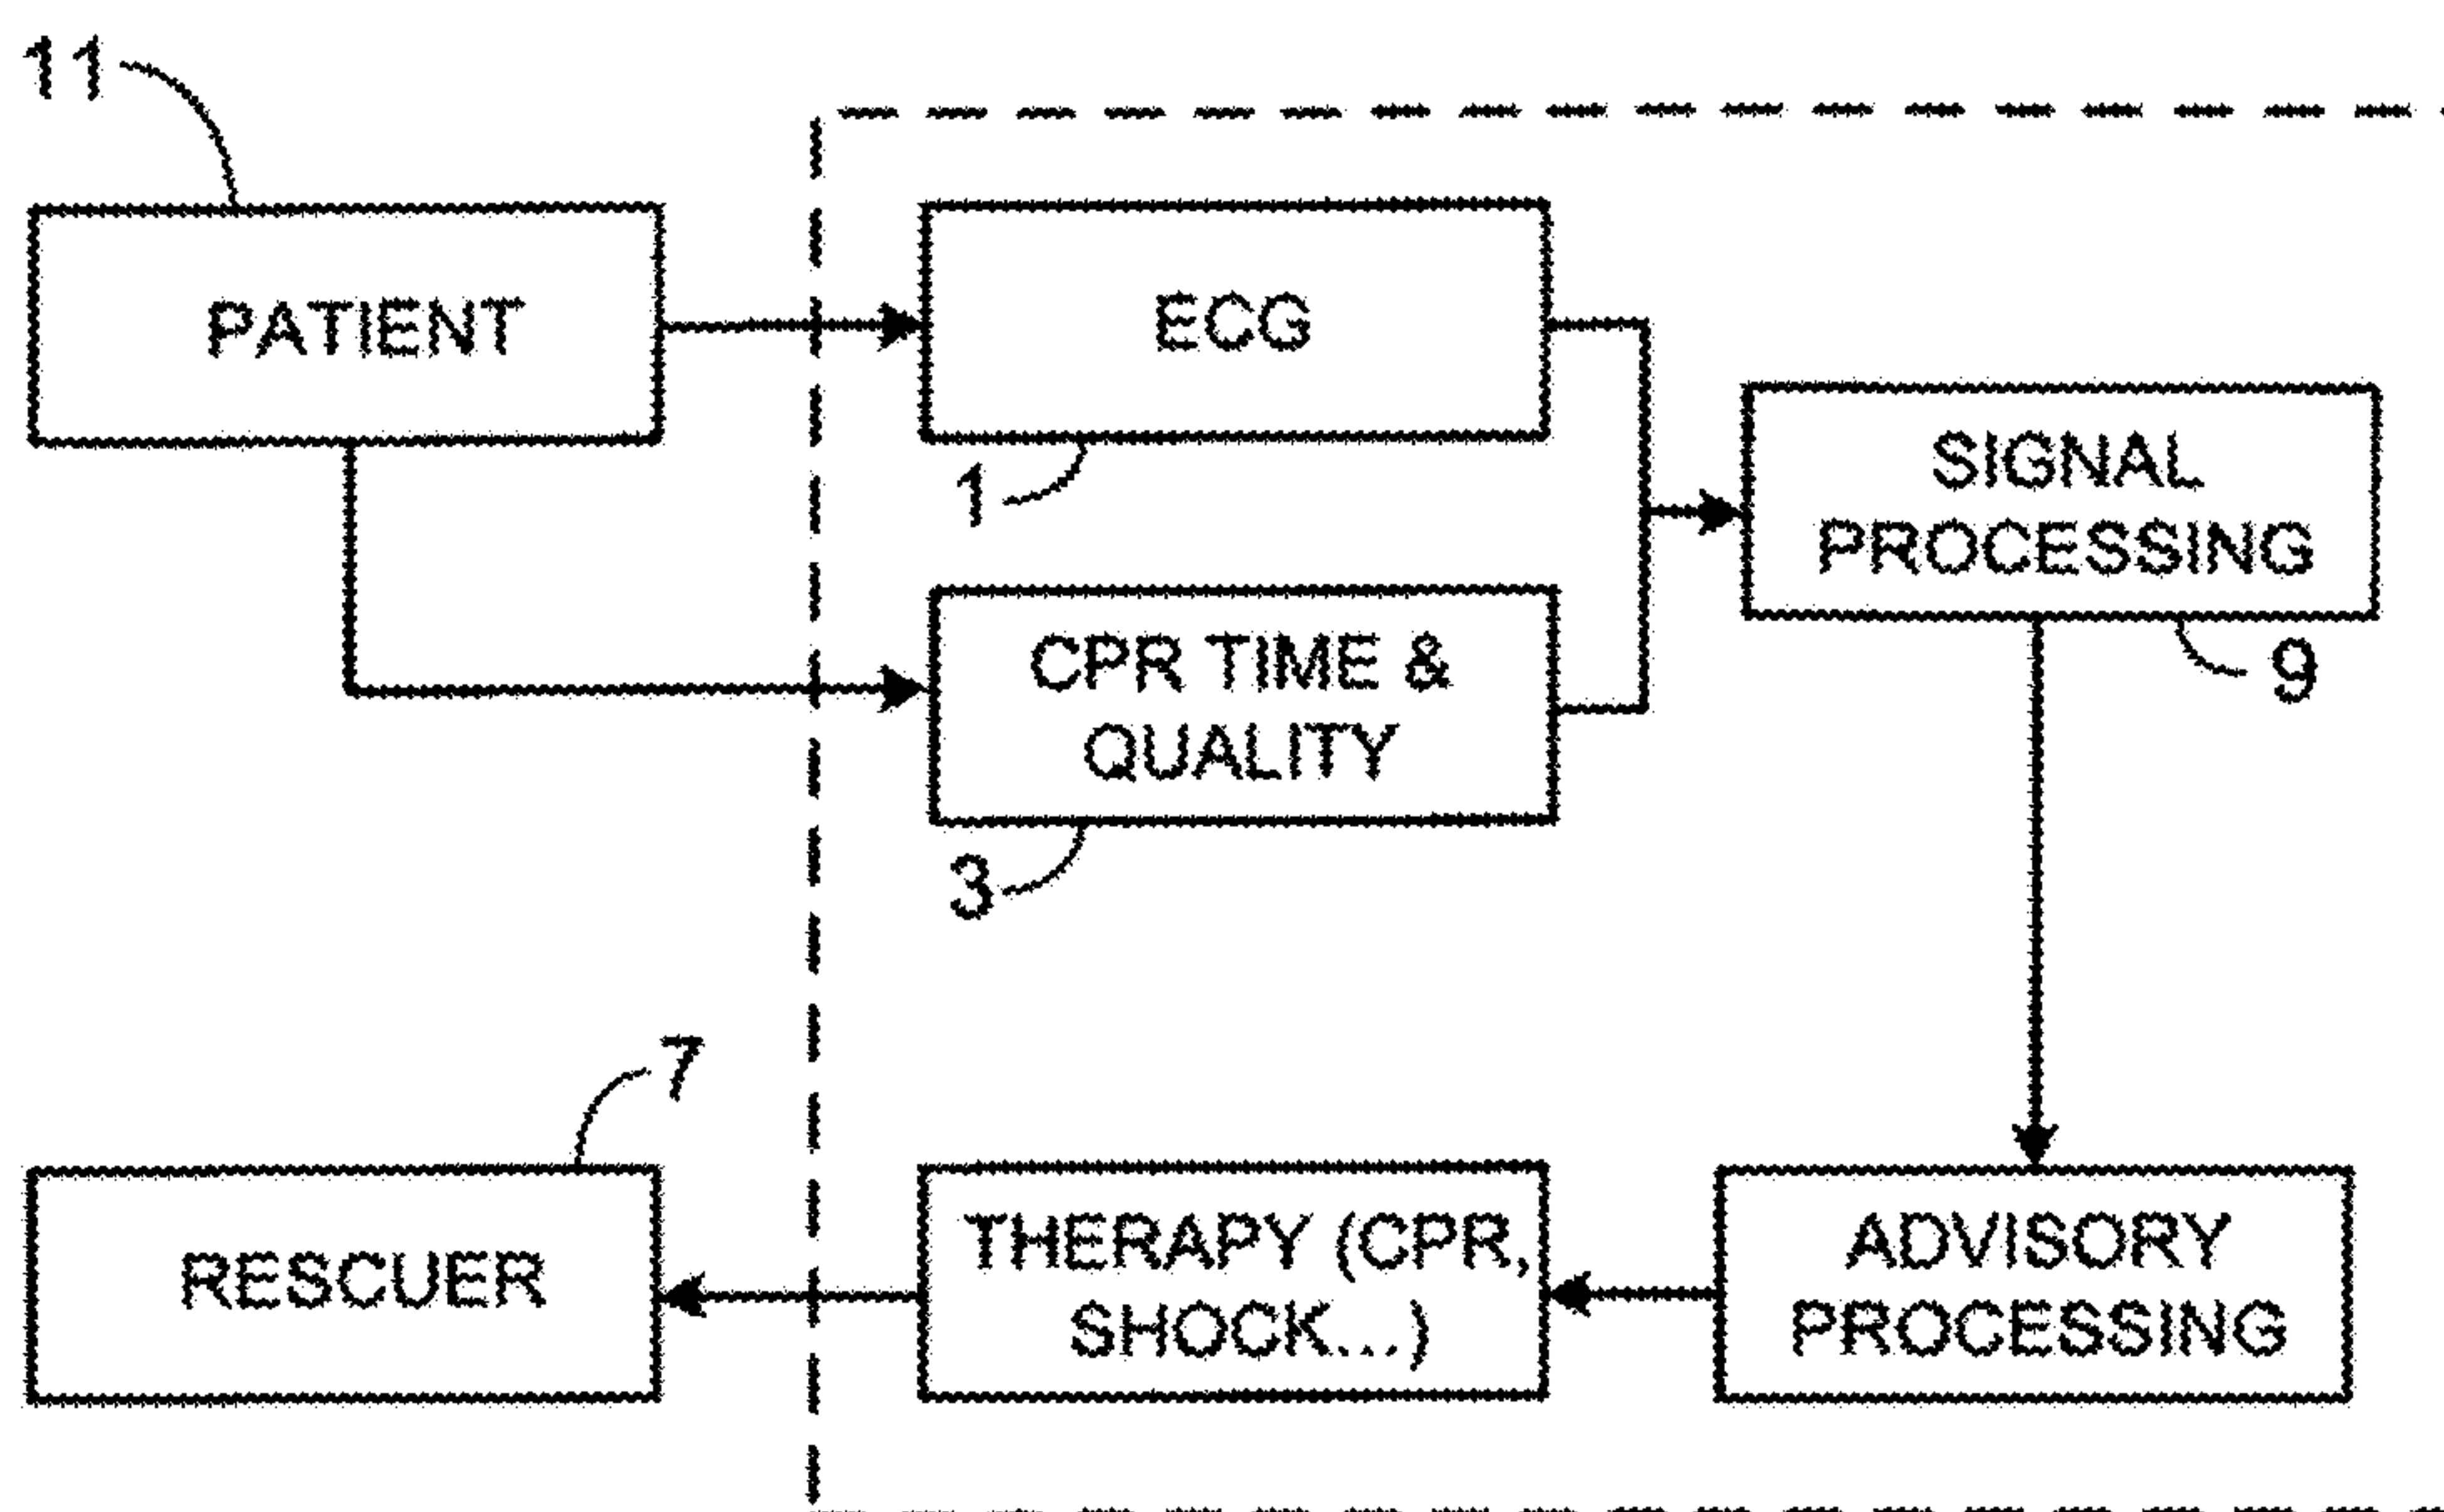 11
PATIENT
ECG
1
SIGNAL
PROCESSING
9
CPR TIME &
QUALITY
3
7
RESCUER
THERAPY (CPR,
SHOCK...)
ADVISORY
PROCESSING